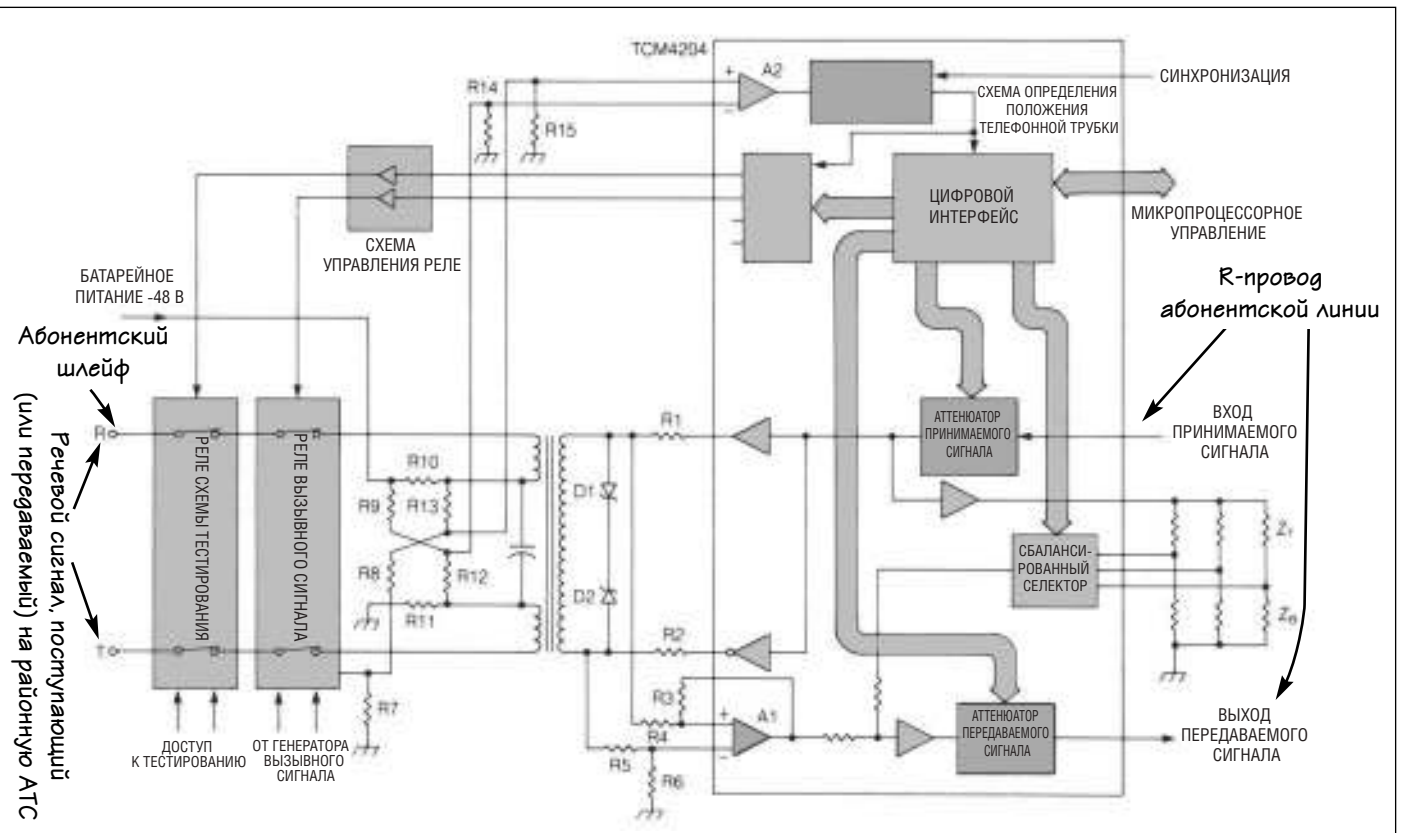 TCM4204
A2
+
−
СИНХРОНИЗАЦИЯ
СХЕМА ОПРЕДЕЛЕНИЯ
ПОЛОЖЕНИЯ
ТЕЛЕФОННОЙ ТРУБКИ
R14
R15
ЦИФРОВОЙ
ИНТЕРФЕЙС
МИКРОПРОЦЕССОРНОЕ
УПРАВЛЕНИЕ
СХЕМА
УПРАВЛЕНИЯ РЕЛЕ
БАТАРЕЙНОЕ
ПИТАНИЕ -48 В
R-провод
абонентской линии
Абонентский
шлейф
R
T
Речевой сигнал, поступающий
(или передаваемый) на районную АТС
РЕЛЕ СХЕМЫ ТЕСТИРОВАНИЯ
РЕЛЕ ВЫЗЫВНОГО СИГНАЛА
R10
R9
R13
R8
R12
R11
R7
D1
D2
R1
R2
R3
R4
R5
R6
+
A1
−
АТТЕНЮАТОР
ПРИНИМАЕМОГО
СИГНАЛА
ВХОД
ПРИНИМАЕМОГО
СИГНАЛА
СБАЛАНСИ-
РОВАННЫЙ
СЕЛЕКТОР
АТТЕНЮАТОР
ПЕРЕДАВАЕМОГО
СИГНАЛА
ВЫХОД
ПЕРЕДАВАЕМОГО
СИГНАЛА
ДОСТУП
К ТЕСТИРОВАНИЮ
ОТ ГЕНЕРАТОРА
ВЫЗЫВНОГО
СИГНАЛА